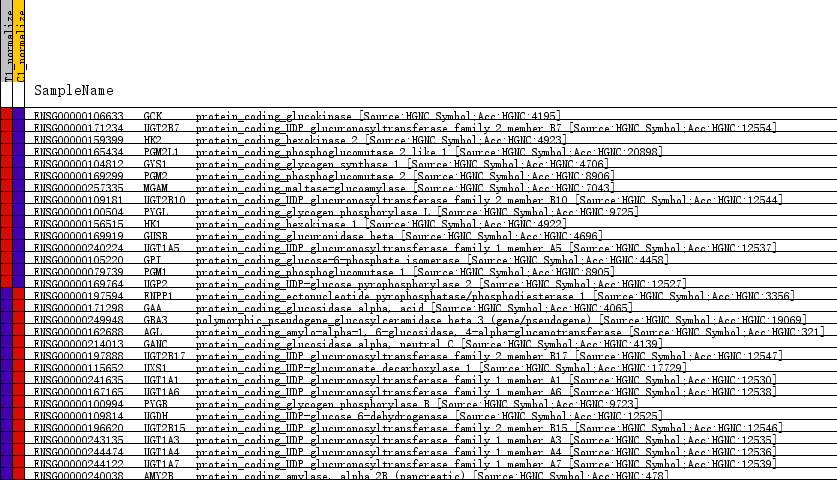 T1_normalize
C1_normalize
SampleName
ENSG00000106633 GCK protein_coding_glucokinase [Source:HGNC Symbol;Acc:HGNC:4195]
ENSG00000171234 UGT2B7 protein_coding_UDP glucuronosyltransferase family 2 member B7 [Source:HGNC Symbol;Acc:HGNC:12554]
ENSG00000159399 HK2 protein_coding_hexokinase 2 [Source:HGNC Symbol;Acc:HGNC:4923]
ENSG00000165434 PGM2L1 protein_coding_phosphoglucomutase 2 like 1 [Source:HGNC Symbol;Acc:HGNC:20898]
ENSG00000104812 GYS1 protein_coding_glycogen synthase 1 [Source:HGNC Symbol;Acc:HGNC:4706]
ENSG00000169299 PGM2 protein_coding_phosphoglucomutase 2 [Source:HGNC Symbol;Acc:HGNC:8906]
ENSG00000257335 MGAM protein_coding_maltase-glucoamylase [Source:HGNC Symbol;Acc:HGNC:7043]
ENSG00000109181 UGT2B10 protein_coding_UDP glucuronosyltransferase family 2 member B10 [Source:HGNC Symbol;Acc:HGNC:12544]
ENSG00000100504 PYGL protein_coding_glycogen phosphorylase L [Source:HGNC Symbol;Acc:HGNC:9725]
ENSG00000156515 HK1 protein_coding_hexokinase 1 [Source:HGNC Symbol;Acc:HGNC:4922]
ENSG00000169919 GUSB protein_coding_glucuronidase beta [Source:HGNC Symbol;Acc:HGNC:4696]
ENSG00000240224 UGT1A5 protein_coding_UDP glucuronosyltransferase family 1 member A5 [Source:HGNC Symbol;Acc:HGNC:12537]
ENSG00000105220 GPI protein_coding_glucose-6-phosphate isomerase [Source:HGNC Symbol;Acc:HGNC:4458]
ENSG00000079739 PGM1 protein_coding_phosphoglucomutase 1 [Source:HGNC Symbol;Acc:HGNC:8905]
ENSG00000169764 UGP2 protein_coding_UDP-glucose pyrophosphorylase 2 [Source:HGNC Symbol;Acc:HGNC:12527]
ENSG00000197594 ENPP1 protein_coding_ectonucleotide pyrophosphatase/phosphodiesterase 1 [Source:HGNC Symbol;Acc:HGNC:3356]
ENSG00000171298 GAA protein_coding_glucosidase alpha, acid [Source:HGNC Symbol;Acc:HGNC:4065]
ENSG00000249948 GBA3 polymorphic_pseudogene_glucosylceramidase beta 3 (gene/pseudogene) [Source:HGNC Symbol;Acc:HGNC:19069]
ENSG00000162688 AGL protein_coding_amylo-alpha-1, 6-glucosidase, 4-alpha-glucanotransferase [Source:HGNC Symbol;Acc:HGNC:321]
ENSG00000214013 GANC protein_coding_glucosidase alpha, neutral C [Source:HGNC Symbol;Acc:HGNC:4139]
ENSG00000197888 UGT2B17 protein_coding_UDP glucuronosyltransferase family 2 member B17 [Source:HGNC Symbol;Acc:HGNC:12547]
ENSG00000115652 UXS1 protein_coding_UDP-glucuronate decarboxylase 1 [Source:HGNC Symbol;Acc:HGNC:17729]
ENSG00000241635 UGT1A1 protein_coding_UDP glucuronosyltransferase family 1 member A1 [Source:HGNC Symbol;Acc:HGNC:12530]
ENSG00000167165 UGT1A6 protein_coding_UDP glucuronosyltransferase family 1 member A6 [Source:HGNC Symbol;Acc:HGNC:12538]
ENSG00000100994 PYGB protein_coding_glycogen phosphorylase B [Source:HGNC Symbol;Acc:HGNC:9723]
ENSG00000109814 UGDH protein_coding_UDP-glucose 6-dehydrogenase [Source:HGNC Symbol;Acc:HGNC:12525]
ENSG00000196620 UGT2B15 protein_coding_UDP glucuronosyltransferase family 2 member B15 [Source:HGNC Symbol;Acc:HGNC:12546]
ENSG00000243135 UGT1A3 protein_coding_UDP glucuronosyltransferase family 1 member A3 [Source:HGNC Symbol;Acc:HGNC:12535]
ENSG00000244474 UGT1A4 protein_coding_UDP glucuronosyltransferase family 1 member A4 [Source:HGNC Symbol;Acc:HGNC:12536]
ENSG00000244122 UGT1A7 protein_coding_UDP glucuronosyltransferase family 1 member A7 [Source:HGNC Symbol;Acc:HGNC:12539]
ENSG00000240038 AMY2B protein_coding_amylase, alpha 2B (pancreatic) [Source:HGNC Symbol;Acc:HGNC:478]